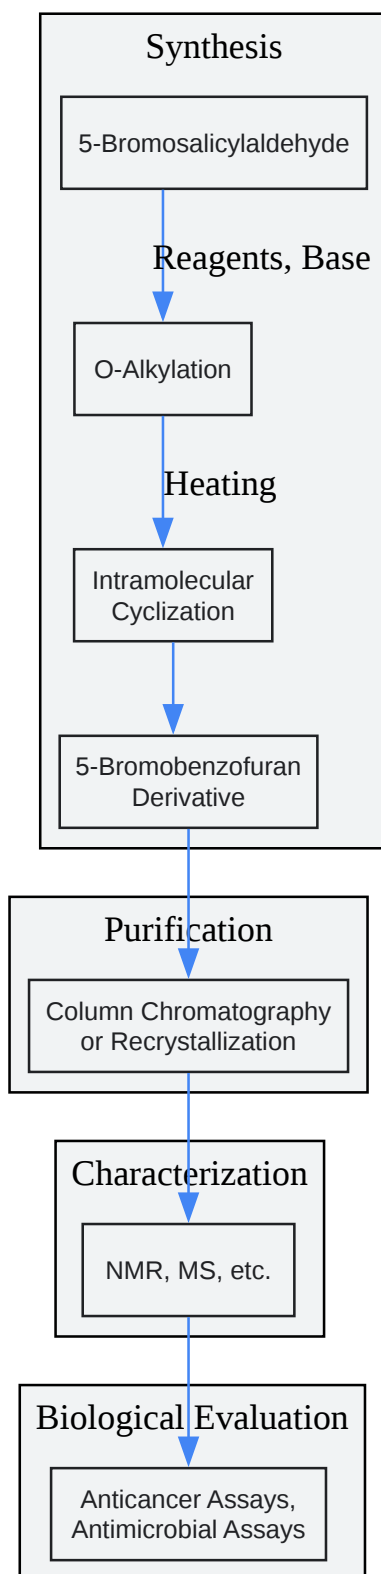 Synthesis
5-Bromosalicylaldehyde
Reagents, Base
O-Alkylation
Heating
Intramolecular
Cyclization
5-Bromobenzofuran
Derivative
Purification
Column Chromatography
or Recrystallization
Characterization
NMR, MS, etc.
Biological Evaluation
Anticancer Assays,
Antimicrobial Assays